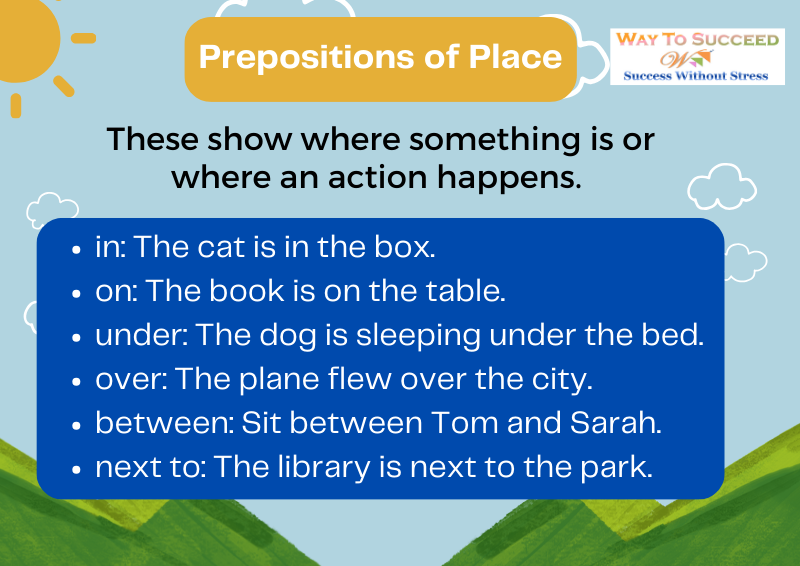 Prepositions of Place
WAY TO SUCCEED
W
Success Without Stress
These show where something is or
where an action happens.
• in: The cat is in the box.
• on: The book is on the table.
• under: The dog is sleeping under the bed.
• over: The plane flew over the city.
• between: Sit between Tom and Sarah.
• next to: The library is next to the park.